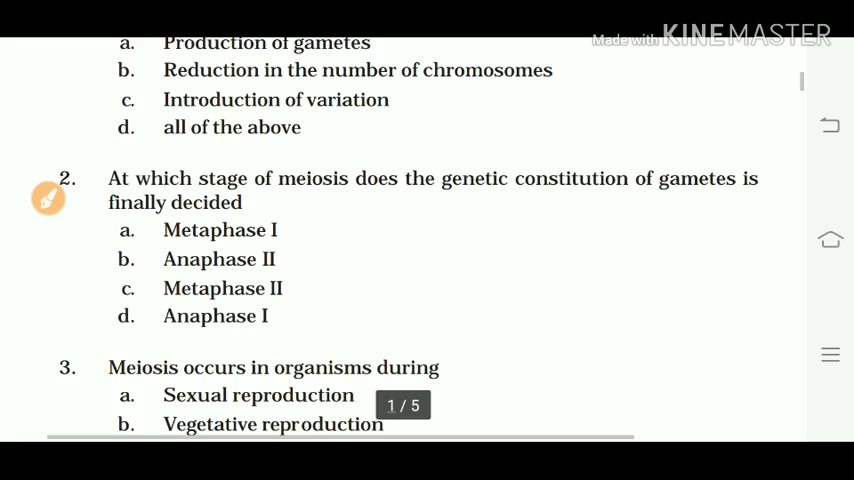 Made with KINEMASTER
a. Production of gametes
b. Reduction in the number of chromosomes
c. Introduction of variation
d. all of the above
2. At which stage of meiosis does the genetic constitution of gametes is
finally decided
a. Metaphase I
b. Anaphase II
c. Metaphase II
d. Anaphase I
3. Meiosis occurs in organisms during
a. Sexual reproduction
1 / 5
b. Vegetative reproduction